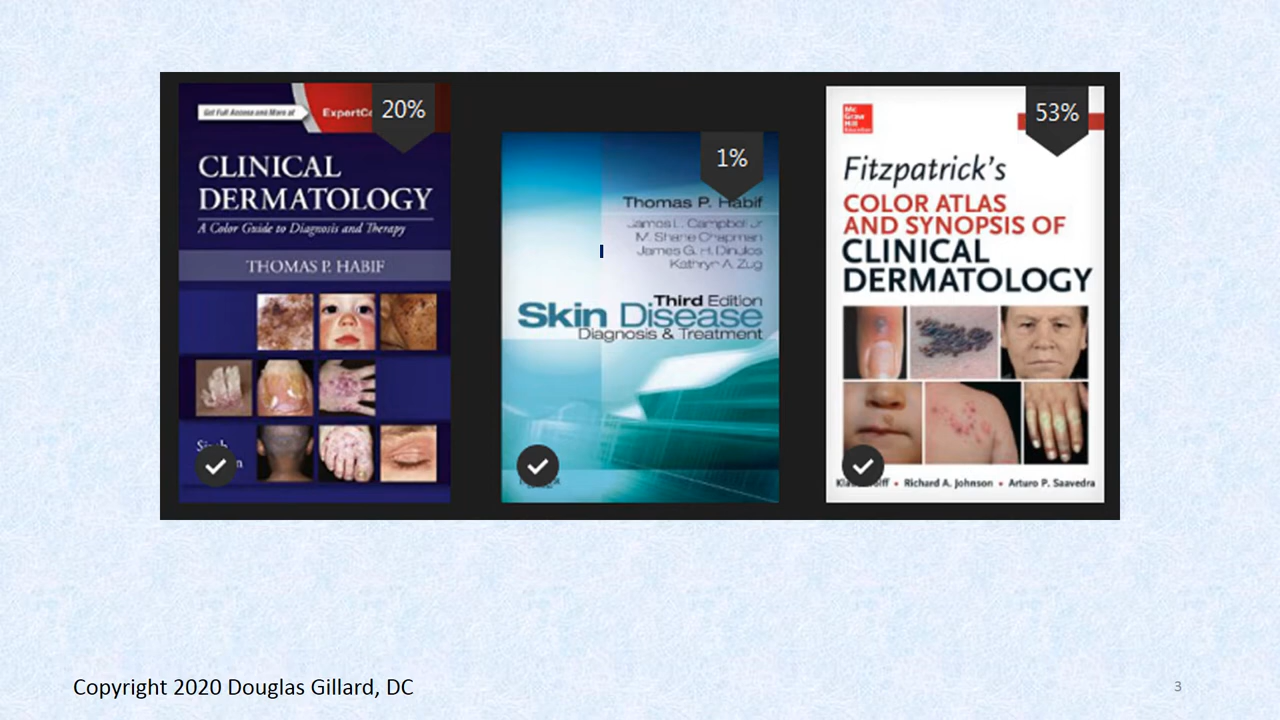 Get Full Access and More at
ExpertCo
20%
CLINICAL
DERMATOLOGY
A Color Guide to Diagnosis and Therapy
THOMAS P. HABIF
1%
Thomas P. Habif
James L. Campbell Jr
M. Shane Chapman
James G. H. Dinulos
Kathryn A. Zug
Third Edition
Skin Disease
Diagnosis & Treatment
53%
Mc
Graw
Hill
Education
Fitzpatrick's
COLOR ATLAS
AND SYNOPSIS OF
CLINICAL
DERMATOLOGY
Richard A. Johnson • Arturo P. Saavedra
Copyright 2020 Douglas Gillard, DC
3